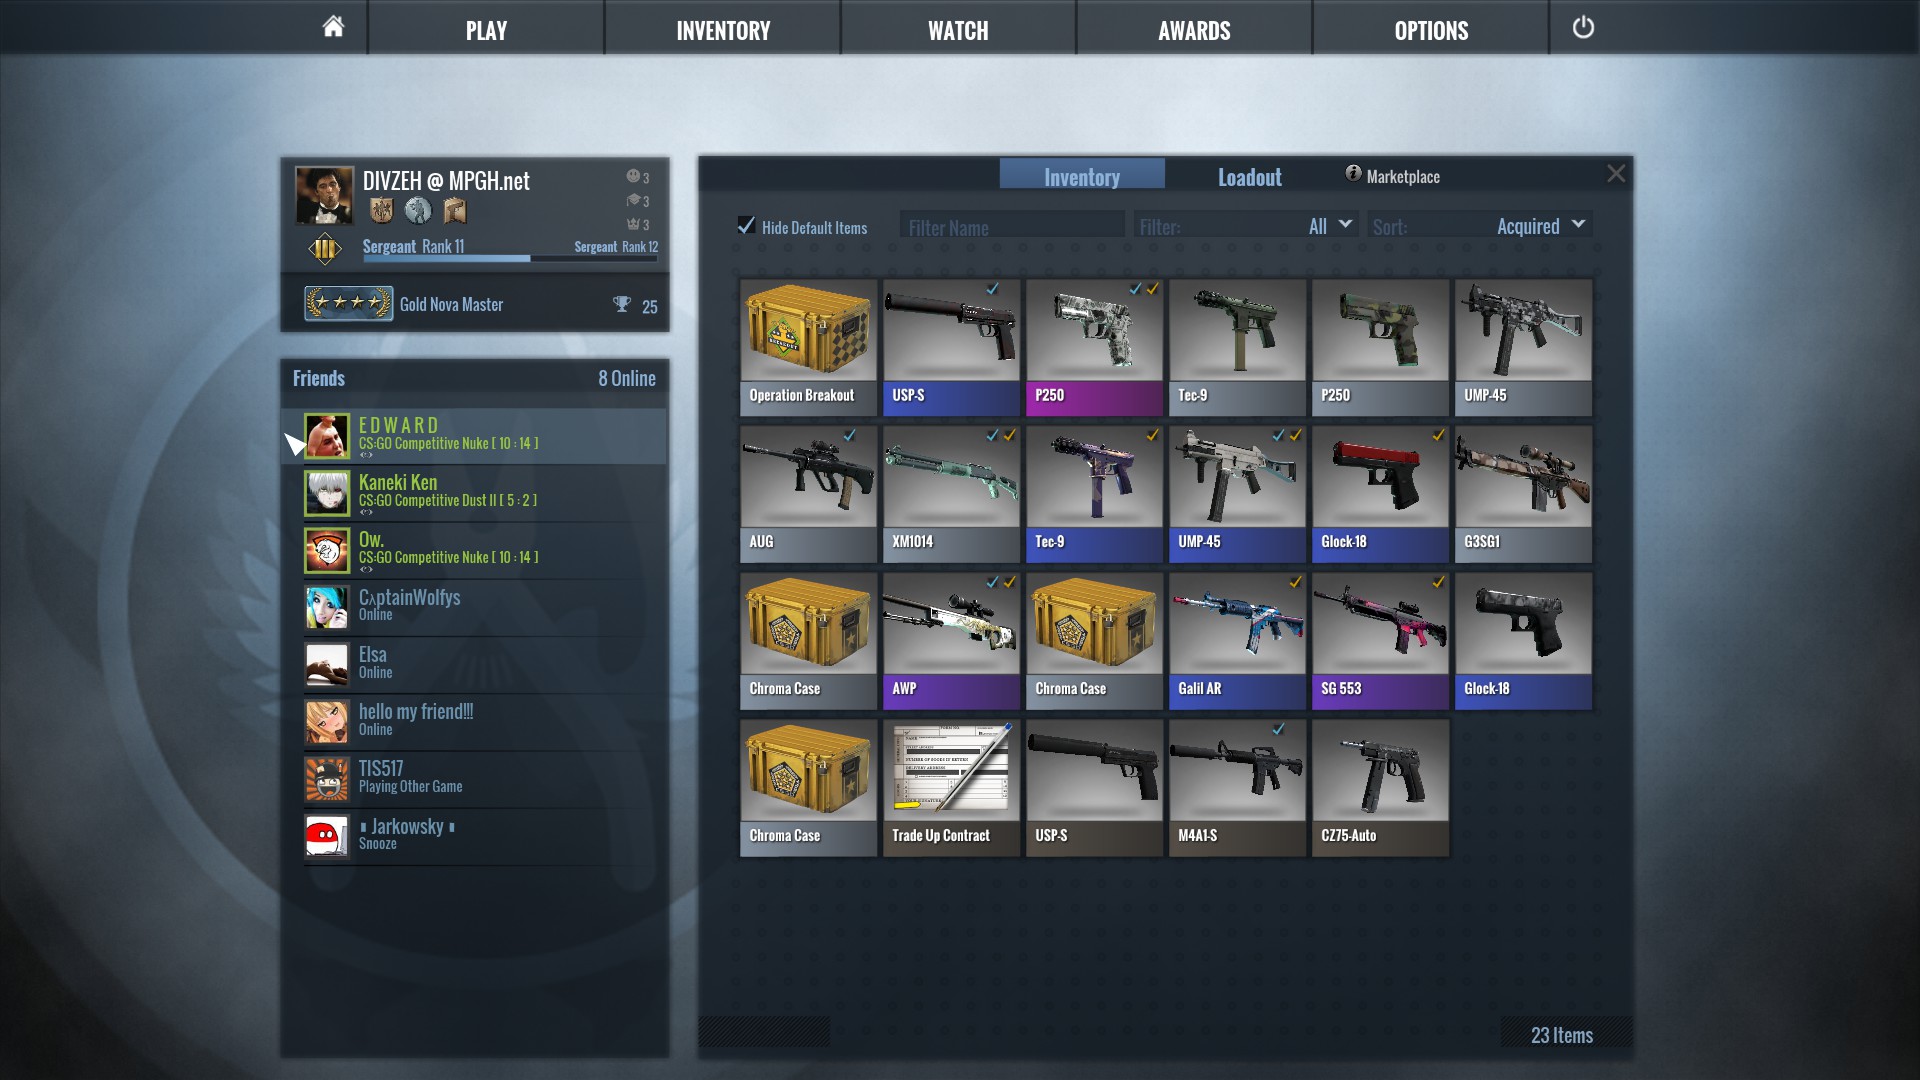 PLAY
INVENTORY
WATCH
AWARDS
OPTIONS
DIVZEH @ MPGH.net
3
3
3
Sergeant Rank 11
Sergeant Rank 12
Gold Nova Master
25
Friends
8 Online
E D W A R D
CS:GO Competitive Nuke [ 10 : 14 ]
Kaneki Ken
CS:GO Competitive Dust II [ 5 : 2 ]
Ow.
CS:GO Competitive Nuke [ 10 : 14 ]
CλptainWolfys
Online
Elsa
Online
hello my friend!!!
Online
TIS517
Playing Other Game
▮ Jarkowsky ▮
Snooze
Inventory
Loadout
Marketplace
Hide Default Items
Filter Name
Filter:
All
Sort:
Acquired
Operation Breakout
USP-S
P250
Tec-9
P250
UMP-45
AUG
XM1014
Tec-9
UMP-45
Glock-18
G3SG1
Chroma Case
AWP
Chroma Case
Galil AR
SG 553
Glock-18
Chroma Case
Trade Up Contract
USP-S
M4A1-S
CZ75-Auto
23 Items